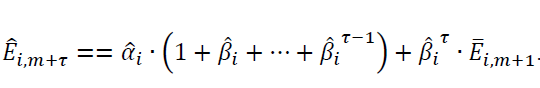 Ê_{i,m+τ} == α̂_i · (1 + β̂_i + ⋯ + β̂_i^{τ−1}) + β̂_i^τ · Ē_{i,m+1}.